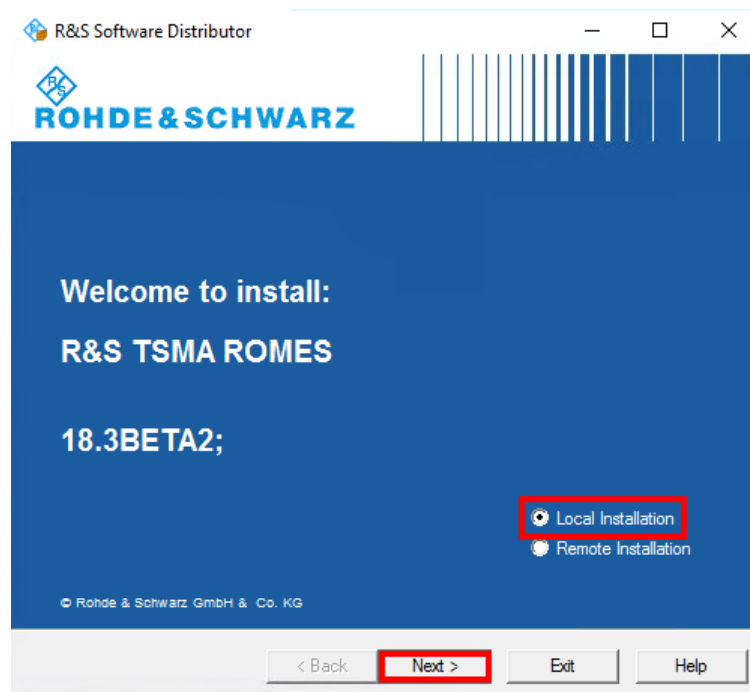 R&S Software Distributor
R&S
ROHDE&SCHWARZ
Welcome to install:
R&S TSMA ROMES
18.3BETA2;
Local Installation
Remote Installation
© Rohde & Schwarz GmbH & Co. KG
< Back
Next >
Exit
Help